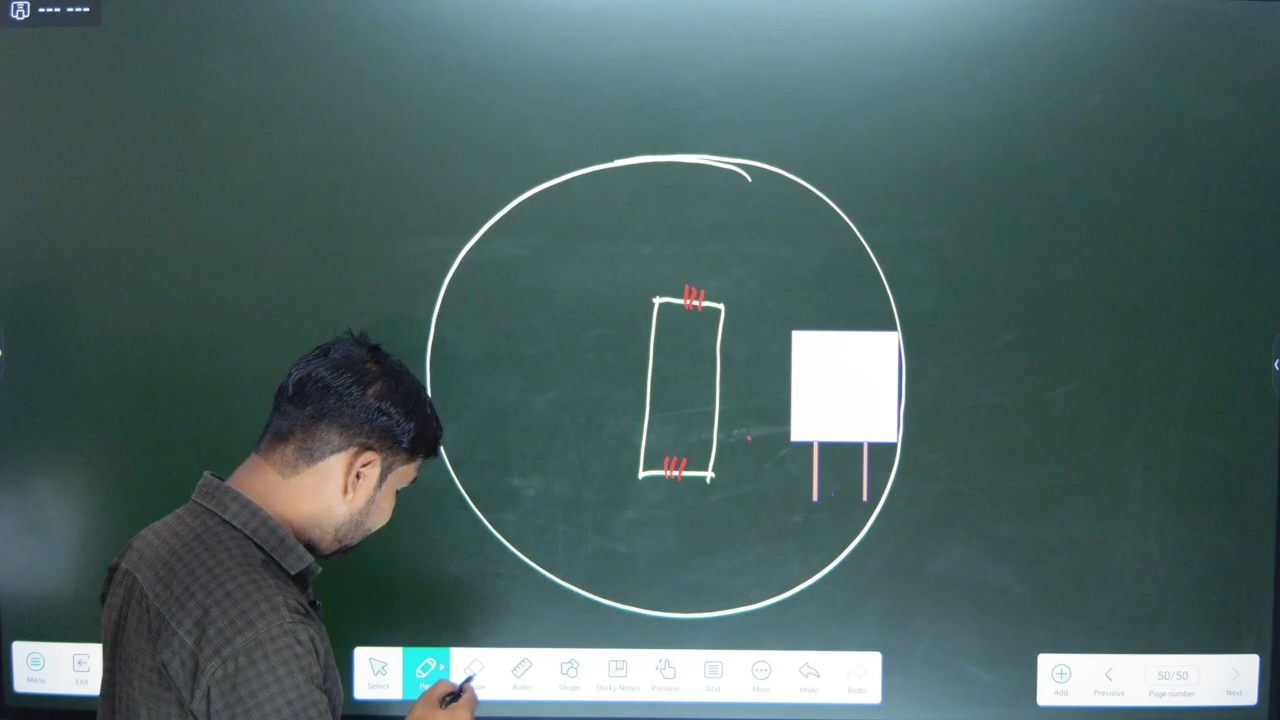 Menu
Exit
Select
Ruler
Shape
Sticky Notes
Preview
Grid
More
Undo
Redo
Add
Previous
50/50
Page number
Next